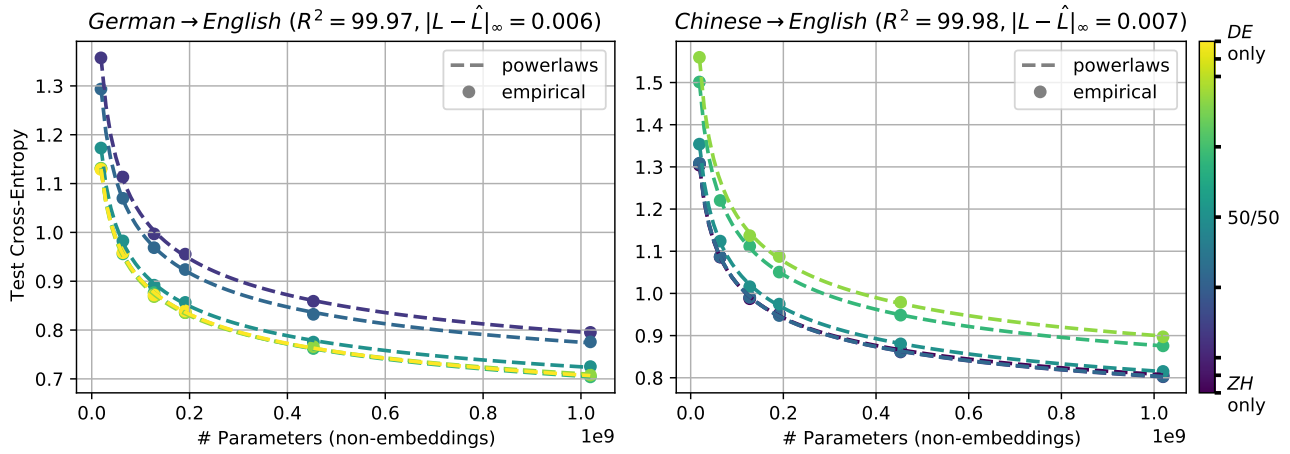 German → English (R² = 99.97, |L − L̂|∞ = 0.006)
Test Cross-Entropy
1.3
1.2
1.1
1.0
0.9
0.8
0.7
powerlaws
empirical
0.0 0.2 0.4 0.6 0.8 1.0
1e9
# Parameters (non-embeddings)
Chinese → English (R² = 99.98, |L − L̂|∞ = 0.007)
1.5
1.4
1.3
1.2
1.1
1.0
0.9
0.8
powerlaws
empirical
0.0 0.2 0.4 0.6 0.8 1.0
1e9
# Parameters (non-embeddings)
DE
only
50/50
ZH
only